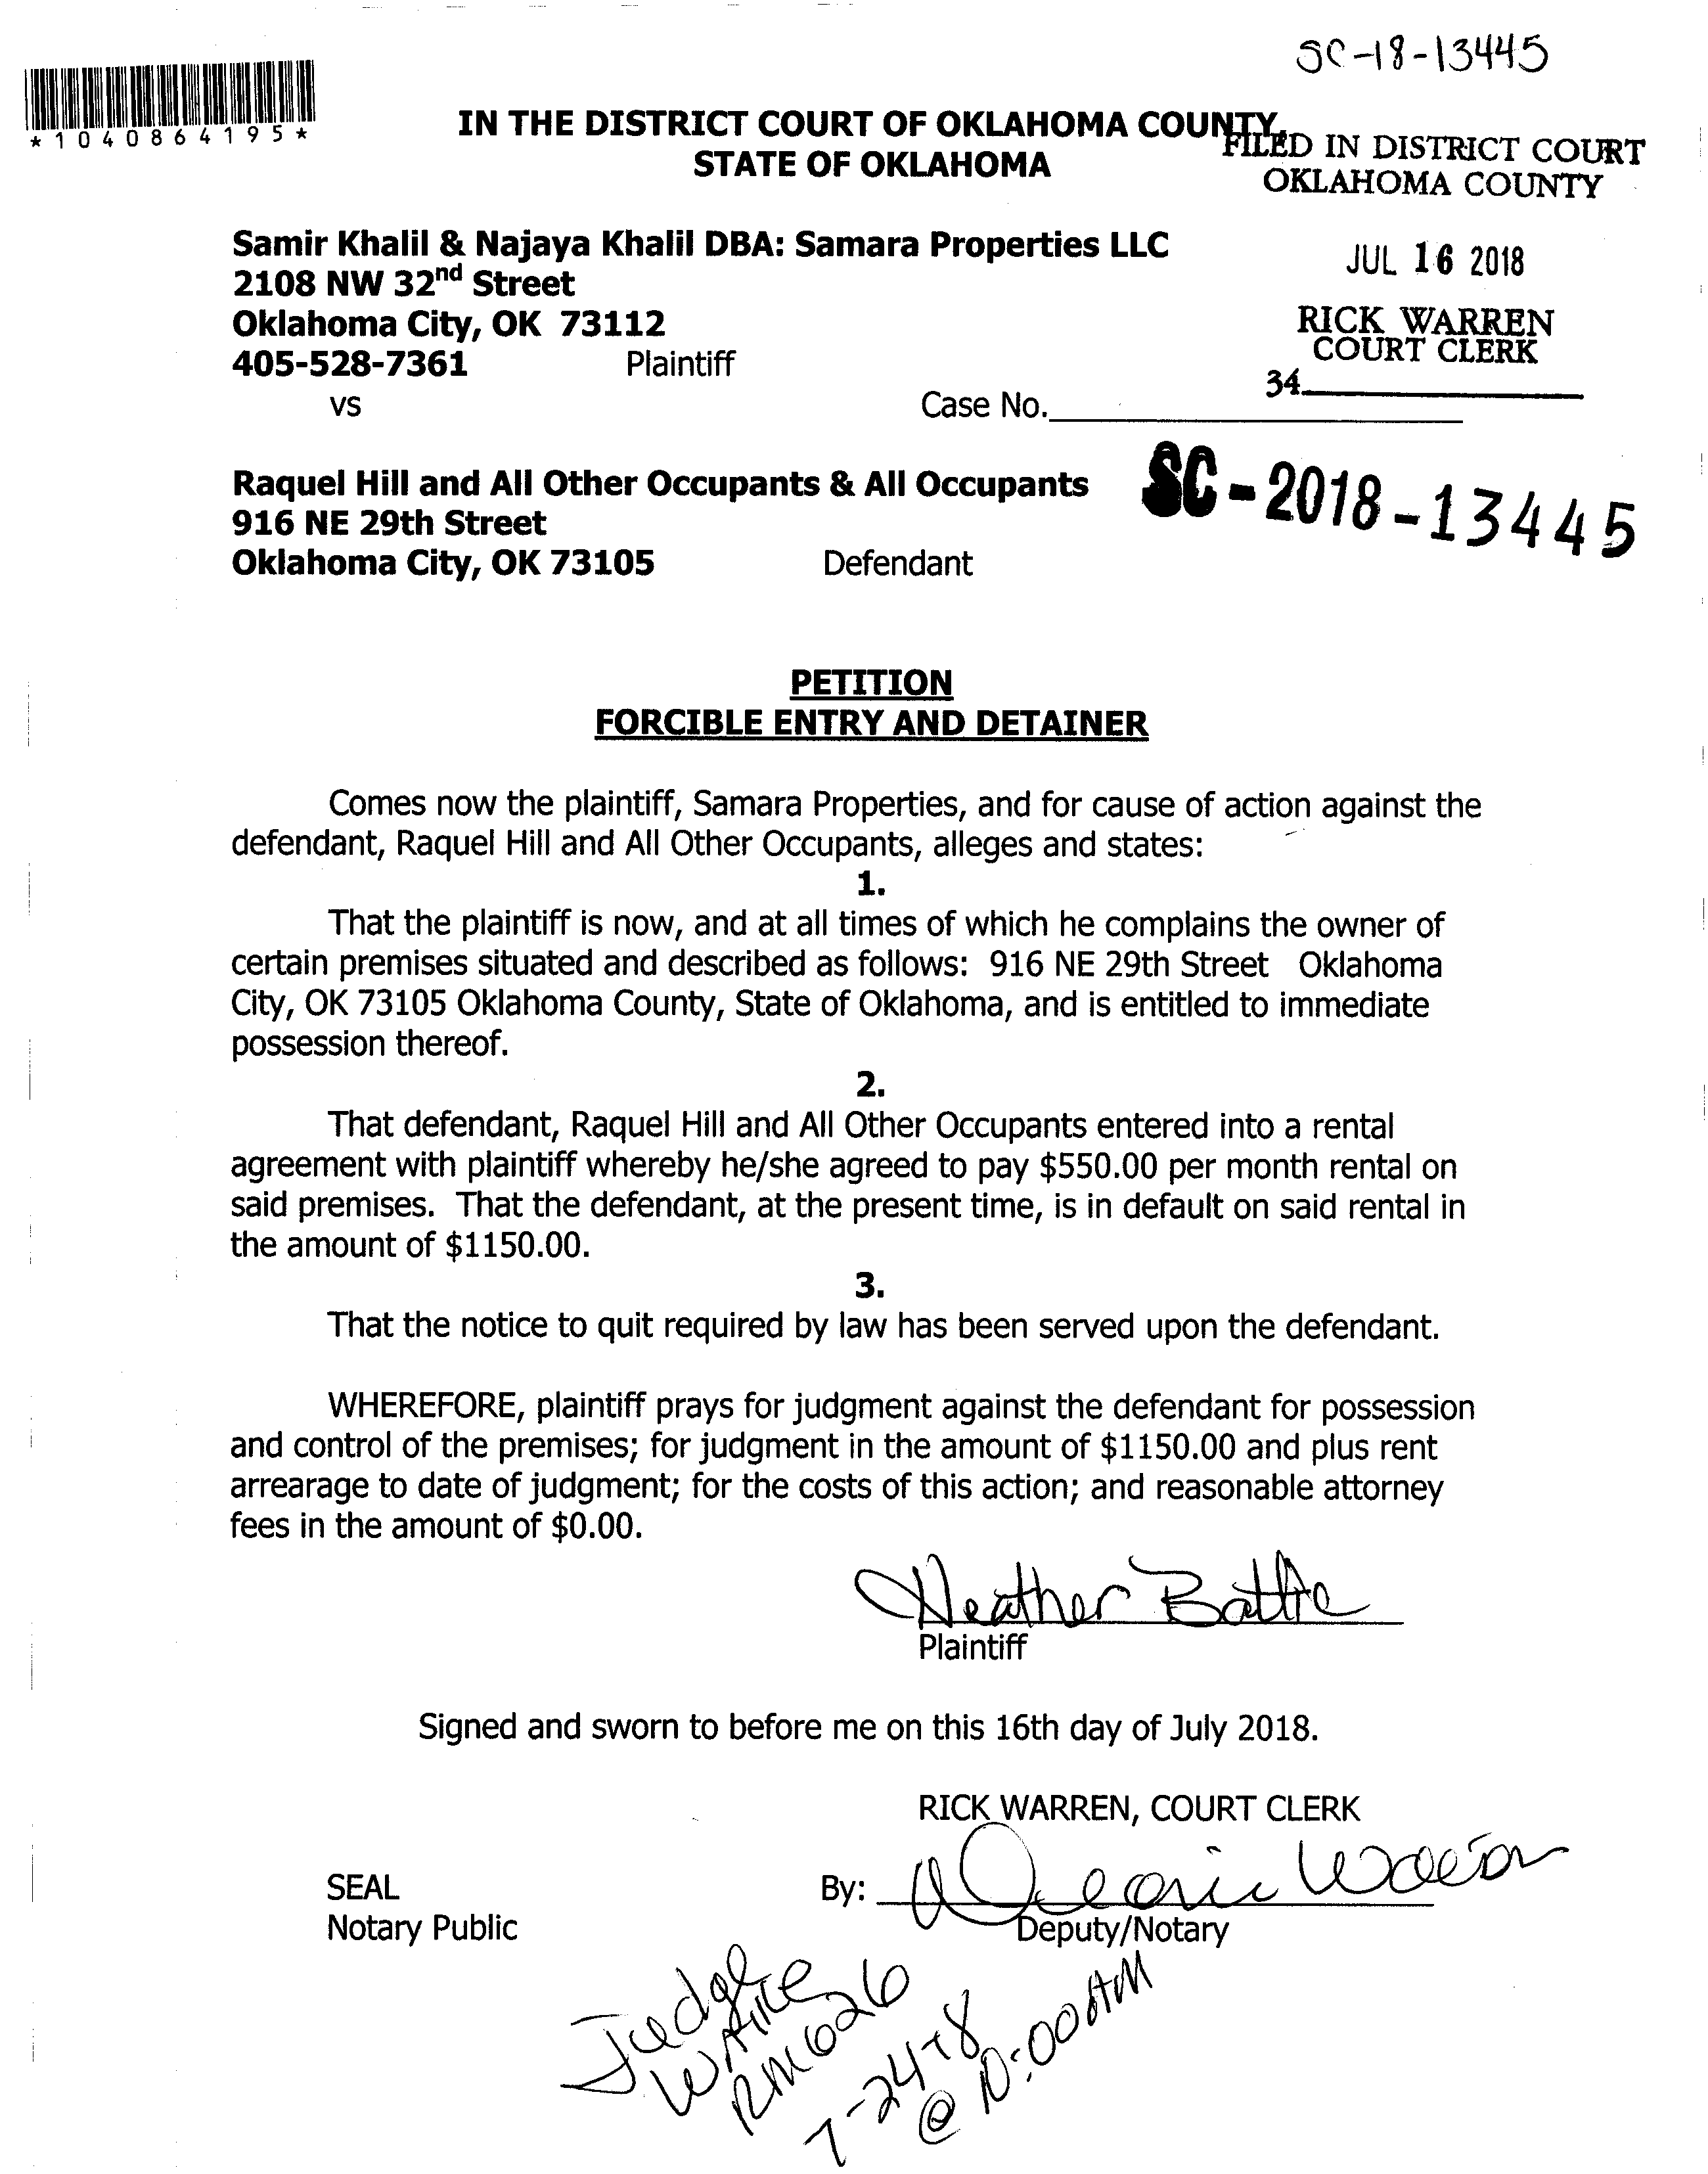 SC-18-13445
*1040864195*
IN THE DISTRICT COURT OF OKLAHOMA COUNTY,
STATE OF OKLAHOMA
FILED IN DISTRICT COURT
OKLAHOMA COUNTY
JUL 16 2018
RICK WARREN
COURT CLERK
34
Samir Khalil & Najaya Khalil DBA: Samara Properties LLC
2108 NW 32nd Street
Oklahoma City, OK 73112
405-528-7361 Plaintiff
vs
Case No.
SC-2018-13445
Raquel Hill and All Other Occupants & All Occupants
916 NE 29th Street
Oklahoma City, OK 73105 Defendant
PETITION
FORCIBLE ENTRY AND DETAINER
Comes now the plaintiff, Samara Properties, and for cause of action against the
defendant, Raquel Hill and All Other Occupants, alleges and states:
1.
That the plaintiff is now, and at all times of which he complains the owner of
certain premises situated and described as follows: 916 NE 29th Street Oklahoma
City, OK 73105 Oklahoma County, State of Oklahoma, and is entitled to immediate
possession thereof.
2.
That defendant, Raquel Hill and All Other Occupants entered into a rental
agreement with plaintiff whereby he/she agreed to pay $550.00 per month rental on
said premises. That the defendant, at the present time, is in default on said rental in
the amount of $1150.00.
3.
That the notice to quit required by law has been served upon the defendant.
WHEREFORE, plaintiff prays for judgment against the defendant for possession
and control of the premises; for judgment in the amount of $1150.00 and plus rent
arrearage to date of judgment; for the costs of this action; and reasonable attorney
fees in the amount of $0.00.
Heather Battie
Plaintiff
Signed and sworn to before me on this 16th day of July 2018.
RICK WARREN, COURT CLERK
SEAL
Notary Public
By:
Deputy/Notary
Judge
RM 626
7-24-18
@ 10:00 AM